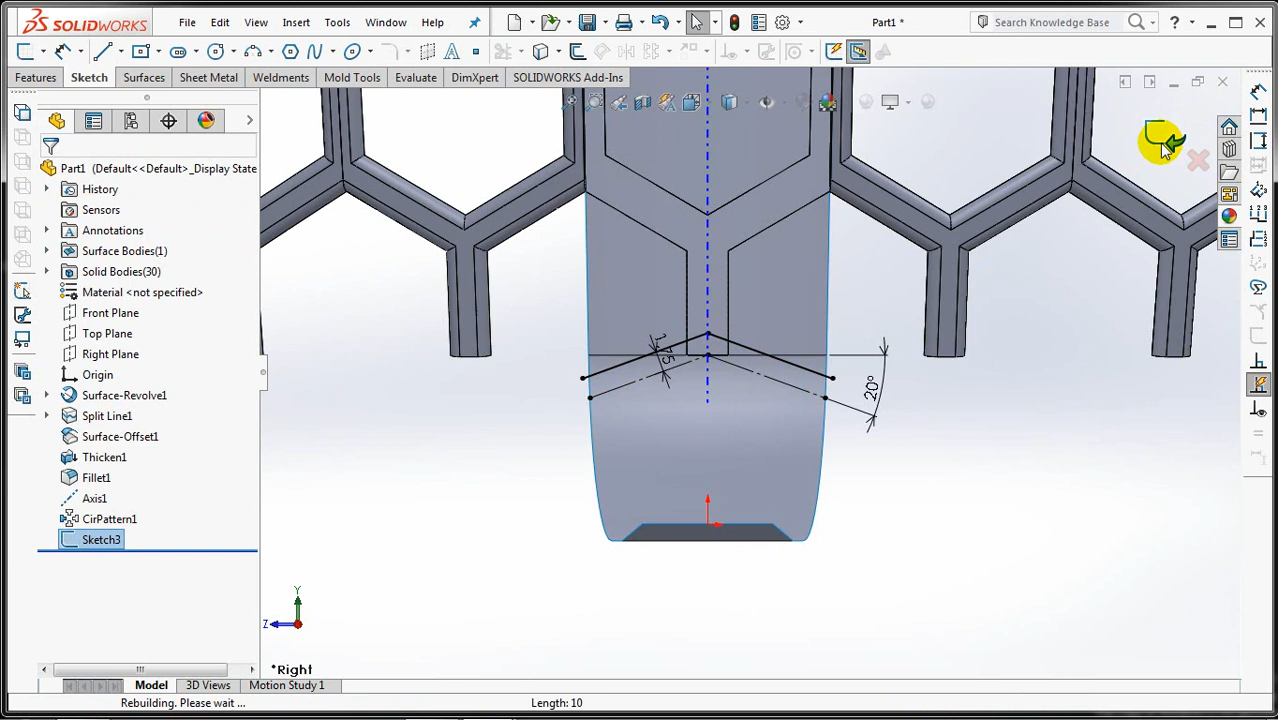 SOLIDWORKS File Edit View Insert Tools Window Help Part1 * Search Knowledge Base
Features Sketch Surfaces Sheet Metal Weldments Mold Tools Evaluate DimXpert SOLIDWORKS Add-Ins
Part1 (Default<<Default>_Display State
History
Sensors
Annotations
Surface Bodies(1)
Solid Bodies(30)
Material <not specified>
Front Plane
Top Plane
Right Plane
Origin
Surface-Revolve1
Split Line1
Surface-Offset1
Thicken1
Fillet1
Axis1
CirPattern1
Sketch3
20°
Y
Z
*Right
Model 3D Views Motion Study 1
Rebuilding. Please wait ... Length: 10